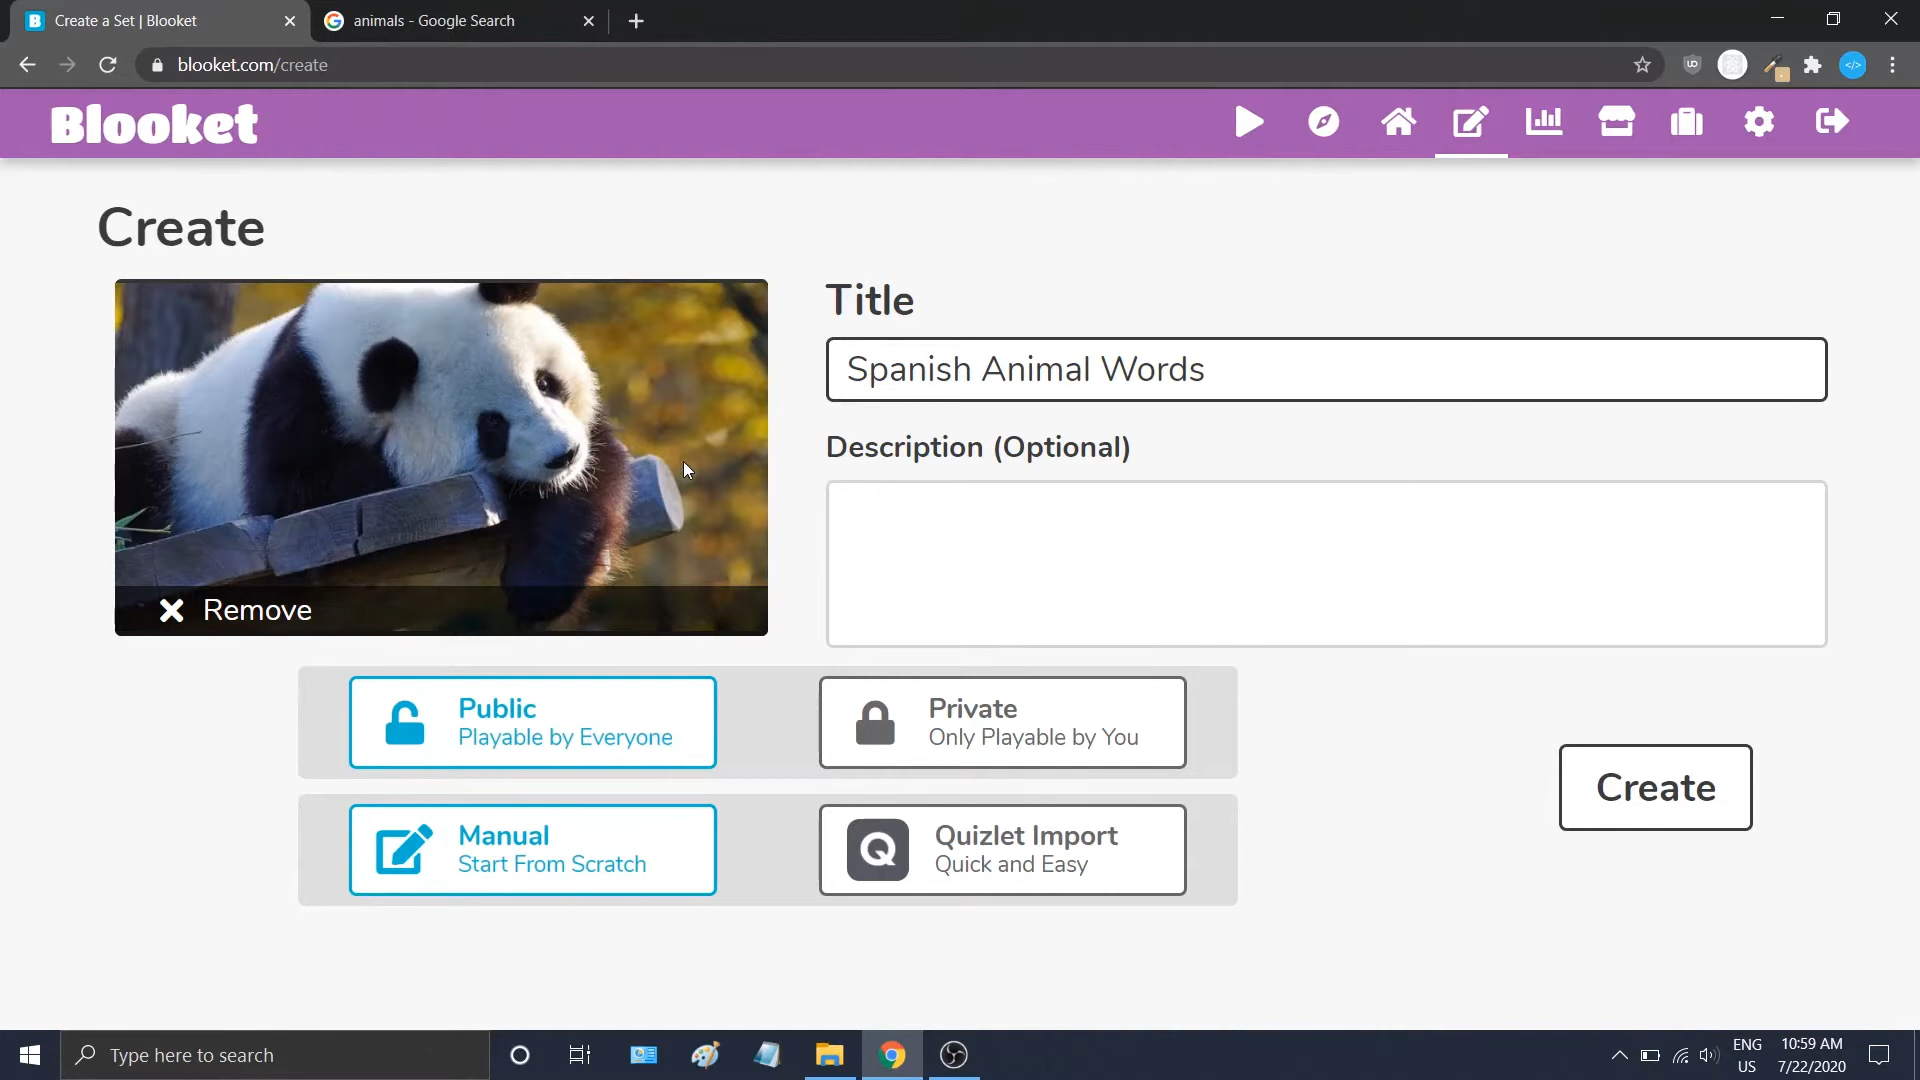 Create a Set | Blooket
animals - Google Search
blooket.com/create
Blooket
Create
Title
Spanish Animal Words
Description (Optional)
Remove
Public
Playable by Everyone
Private
Only Playable by You
Manual
Start From Scratch
Q
Quizlet Import
Quick and Easy
Create
Type here to search
ENG
US
10:59 AM
7/22/2020